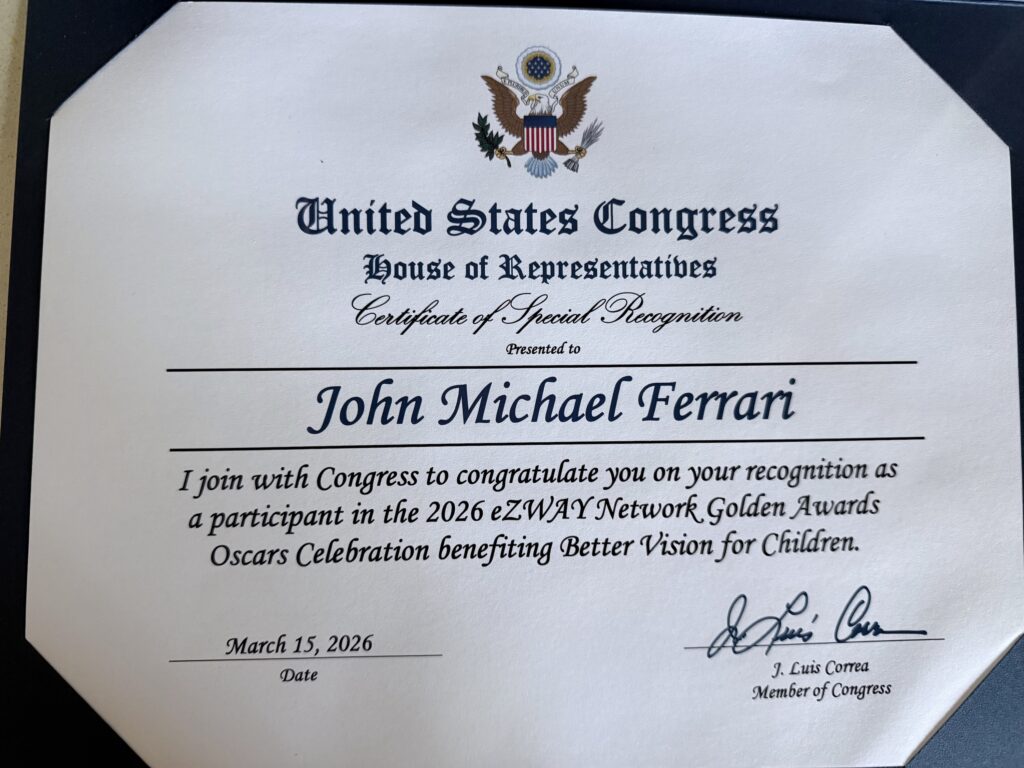 United States Congress
House of Representatives
Certificate of Special Recognition
Presented to
John Michael Ferrari
I join with Congress to congratulate you on your recognition as
a participant in the 2026 eZWAY Network Golden Awards
Oscars Celebration benefiting Better Vision for Children.
March 15, 2026
Date
J. Luis Correa
J. Luis Correa
Member of Congress